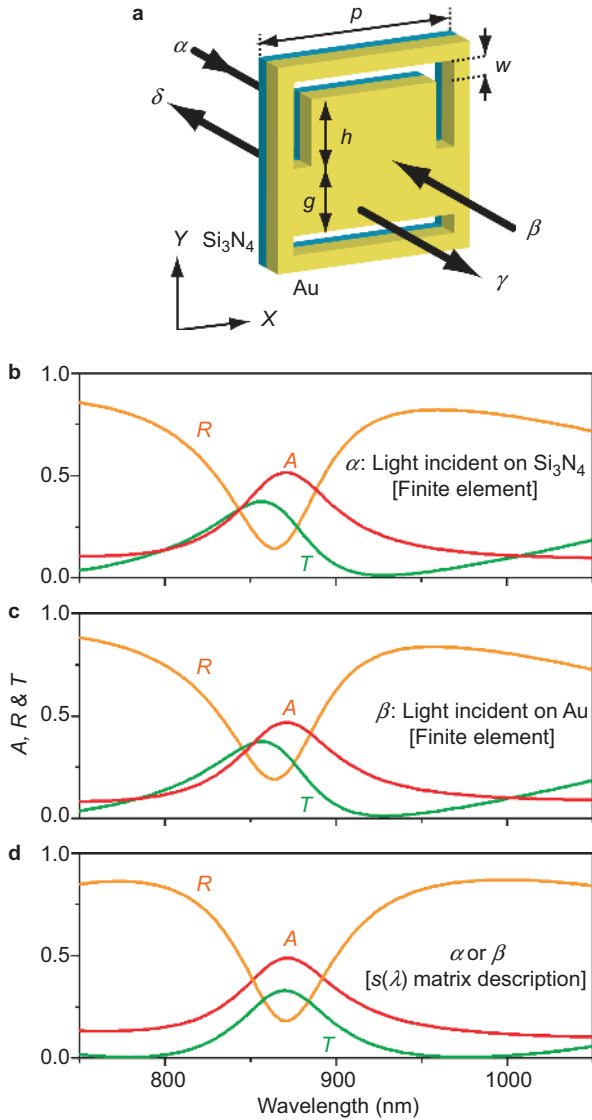 a
p
α
w
δ
h
g
β
Y
Si3N4
γ
Au
X
b
1.0
R
A
α: Light incident on Si3N4
0.5
[Finite element]
T
0.0
c
1.0
R
A
β: Light incident on Au
0.5
[Finite element]
T
0.0
A, R & T
d
1.0
R
A
α or β
0.5
[s(λ) matrix description]
T
0.0
800 900 1000
Wavelength (nm)